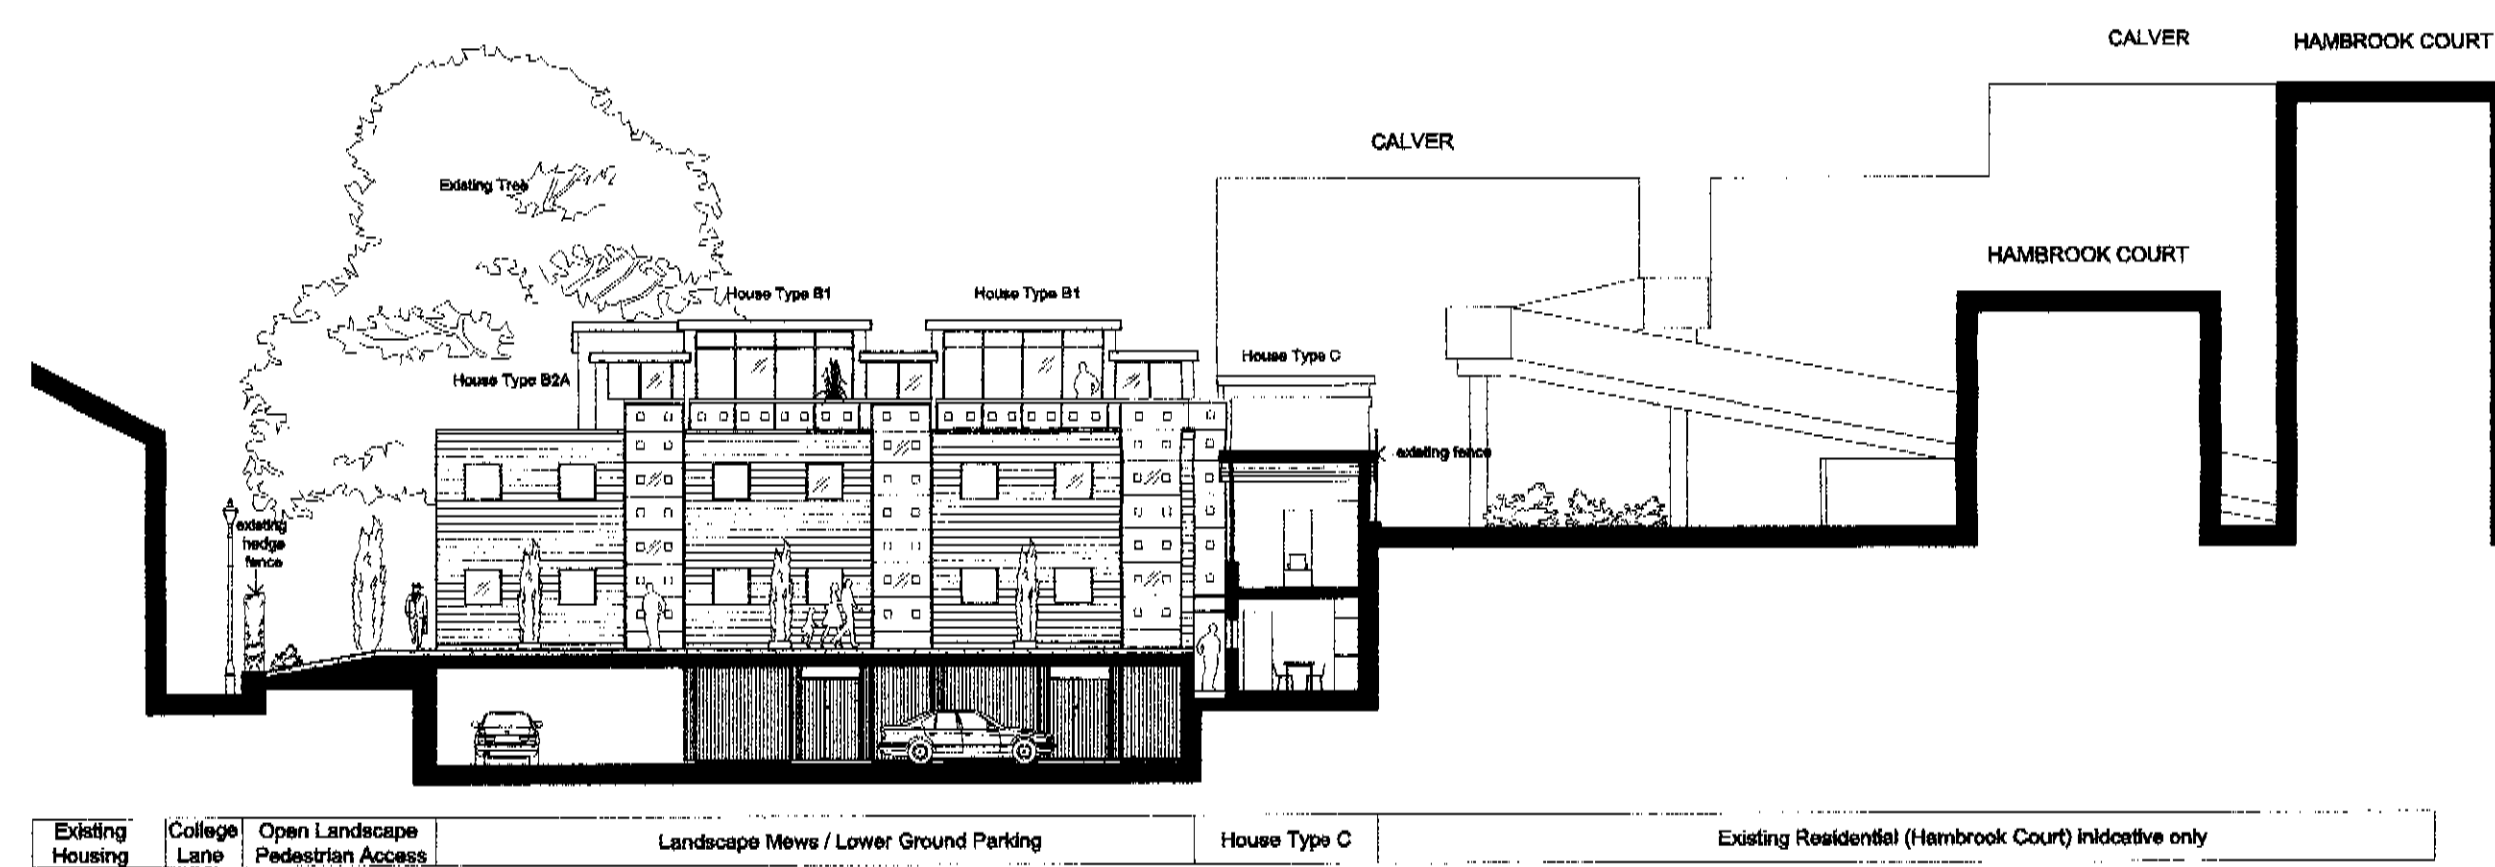 CALVER
HAMBROOK COURT
CALVER
Existing Tree
HAMBROOK COURT
House Type B1
House Type B1
House Type C
House Type B2A
existing fence
existing
hedge
fence
Existing
Housing
College
Lane
Open Landscape
Pedestrian Access
Landscape Mews / Lower Ground Parking
House Type C
Existing Residential (Hambrook Court) inidcative only